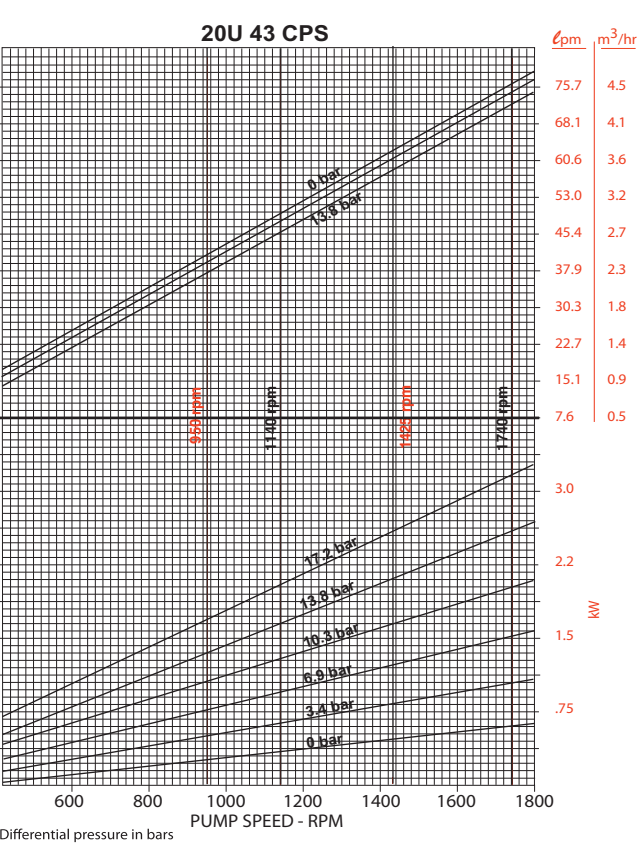 20U 43 CPS
ℓpm m³/hr
75.7 4.5
68.1 4.1
60.6 3.6
53.0 3.2
45.4 2.7
37.9 2.3
30.3 1.8
22.7 1.4
15.1 0.9
7.6 0.5
0 bar
13.8 bar
950 rpm
1140 rpm
1425 rpm
1740 rpm
3.0
2.2
1.5
.75
kW
17.2 bar
13.8 bar
10.3 bar
6.9 bar
3.4 bar
0 bar
600 800 1000 1200 1400 1600 1800
PUMP SPEED - RPM
Differential pressure in bars